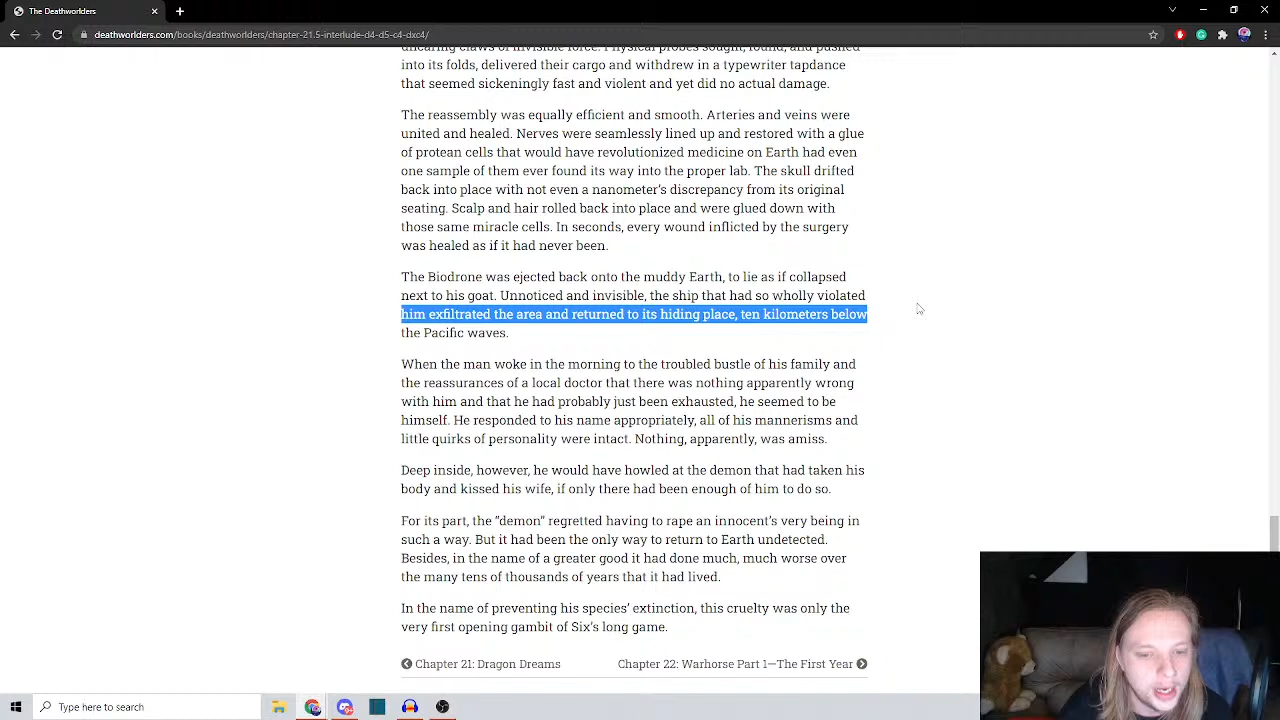 The Deathworlders
deathworlders.com/books/deathworlders/chapter-21.5-interlude-d4-d5-c4-dxc4/
uncaring claws of invisible force. Physical probes sought, found, and pushed
into its folds, delivered their cargo and withdrew in a typewriter tapdance
that seemed sickeningly fast and violent and yet did no actual damage.
The reassembly was equally efficient and smooth. Arteries and veins were
united and healed. Nerves were seamlessly lined up and restored with a glue
of protean cells that would have revolutionized medicine on Earth had even
one sample of them ever found its way into the proper lab. The skull drifted
back into place with not even a nanometer's discrepancy from its original
seating. Scalp and hair rolled back into place and were glued down with
those same miracle cells. In seconds, every wound inflicted by the surgery
was healed as if it had never been.
The Biodrone was ejected back onto the muddy Earth, to lie as if collapsed
next to his goat. Unnoticed and invisible, the ship that had so wholly violated
him exfiltrated the area and returned to its hiding place, ten kilometers below
the Pacific waves.
When the man woke in the morning to the troubled bustle of his family and
the reassurances of a local doctor that there was nothing apparently wrong
with him and that he had probably just been exhausted, he seemed to be
himself. He responded to his name appropriately, all of his mannerisms and
little quirks of personality were intact. Nothing, apparently, was amiss.
Deep inside, however, he would have howled at the demon that had taken his
body and kissed his wife, if only there had been enough of him to do so.
For its part, the "demon" regretted having to rape an innocent's very being in
such a way. But it had been the only way to return to Earth undetected.
Besides, in the name of a greater good it had done much, much worse over
the many tens of thousands of years that it had lived.
In the name of preventing his species' extinction, this cruelty was only the
very first opening gambit of Six's long game.
Chapter 21: Dragon Dreams Chapter 22: Warhorse Part 1—The First Year
Type here to search